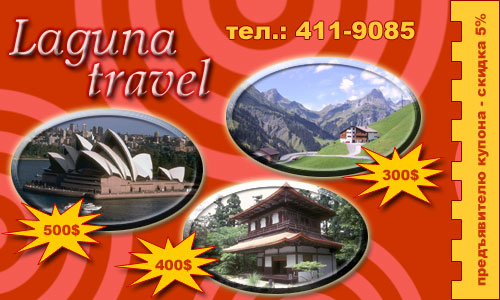 Laguna
travel
тел.: 411-9085
300$
500$
400$
предъявителю купона - скидка 5%